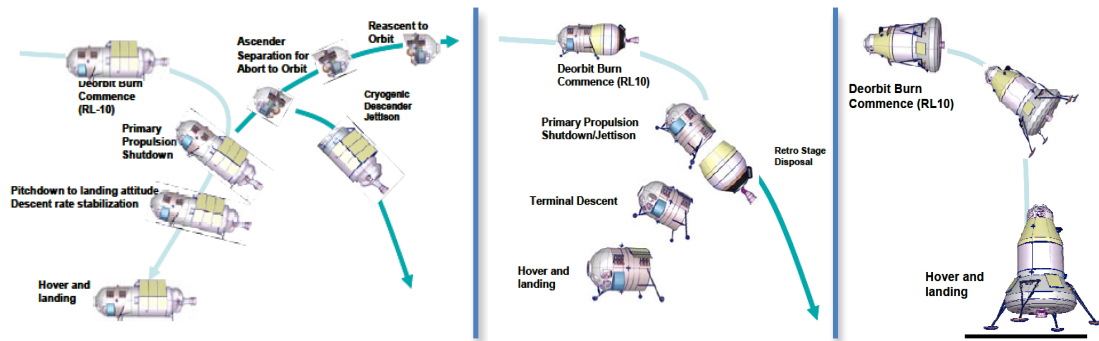 Deorbit Burn
Commence
(RL-10)
Primary
Propulsion
Shutdown
Pitchdown to landing attitude
Descent rate stabilization
Hover and
landing
Ascender
Separation for
Abort to Orbit
Reascent to
Orbit
Cryogenic
Descender
Jettison
Deorbit Burn
Commence (RL10)
Primary Propulsion
Shutdown/Jettison
Retro Stage
Disposal
Terminal Descent
Hover and
landing
Deorbit Burn
Commence (RL10)
Hover and
landing